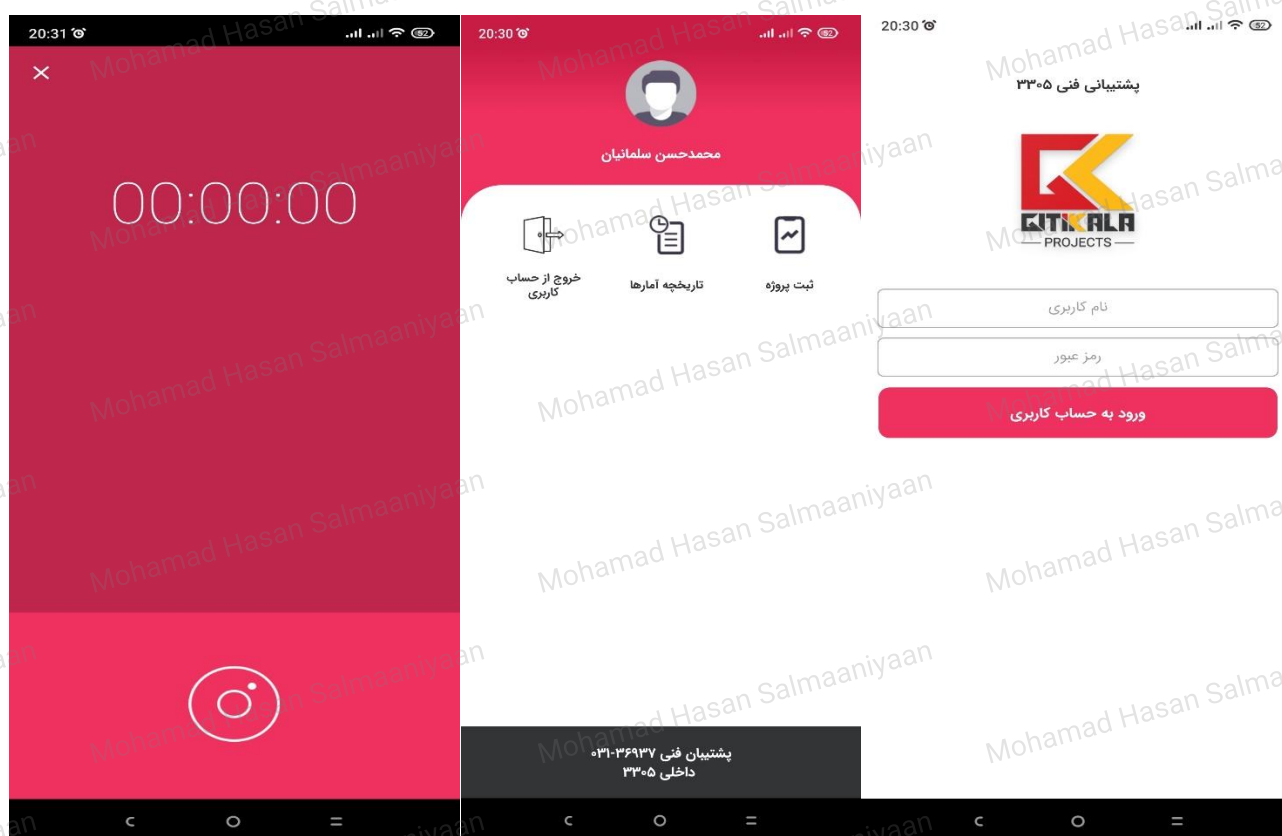 20:31
00:00:00
20:30
محمدحسن سلمانیان
ثبت پروژه
تاریخچه آمارها
خروج از حساب
کاربری
پشتیبان فنی ۳۶۹۳۷-۰۳۱
داخلی ۳۳۰۵
20:30
پشتیبانی فنی ۳۳۰۵
GITIKALA
PROJECTS
نام کاربری
رمز عبور
ورود به حساب کاربری
Mohamad Hasan Salmaaniyaan